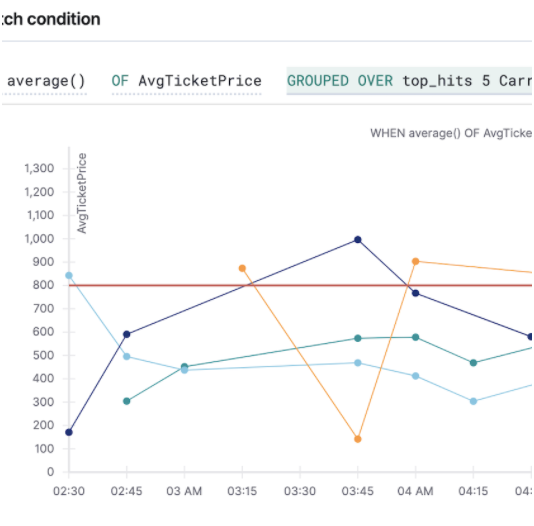 tch condition
average() OF AvgTicketPrice GROUPED OVER top_hits 5 Carr
WHEN average() OF AvgTicke
AvgTicketPrice
1,300
1,200
1,100
1,000
900
800
700
600
500
400
300
200
100
0
02:30 02:45 03 AM 03:15 03:30 03:45 04 AM 04:15 04: